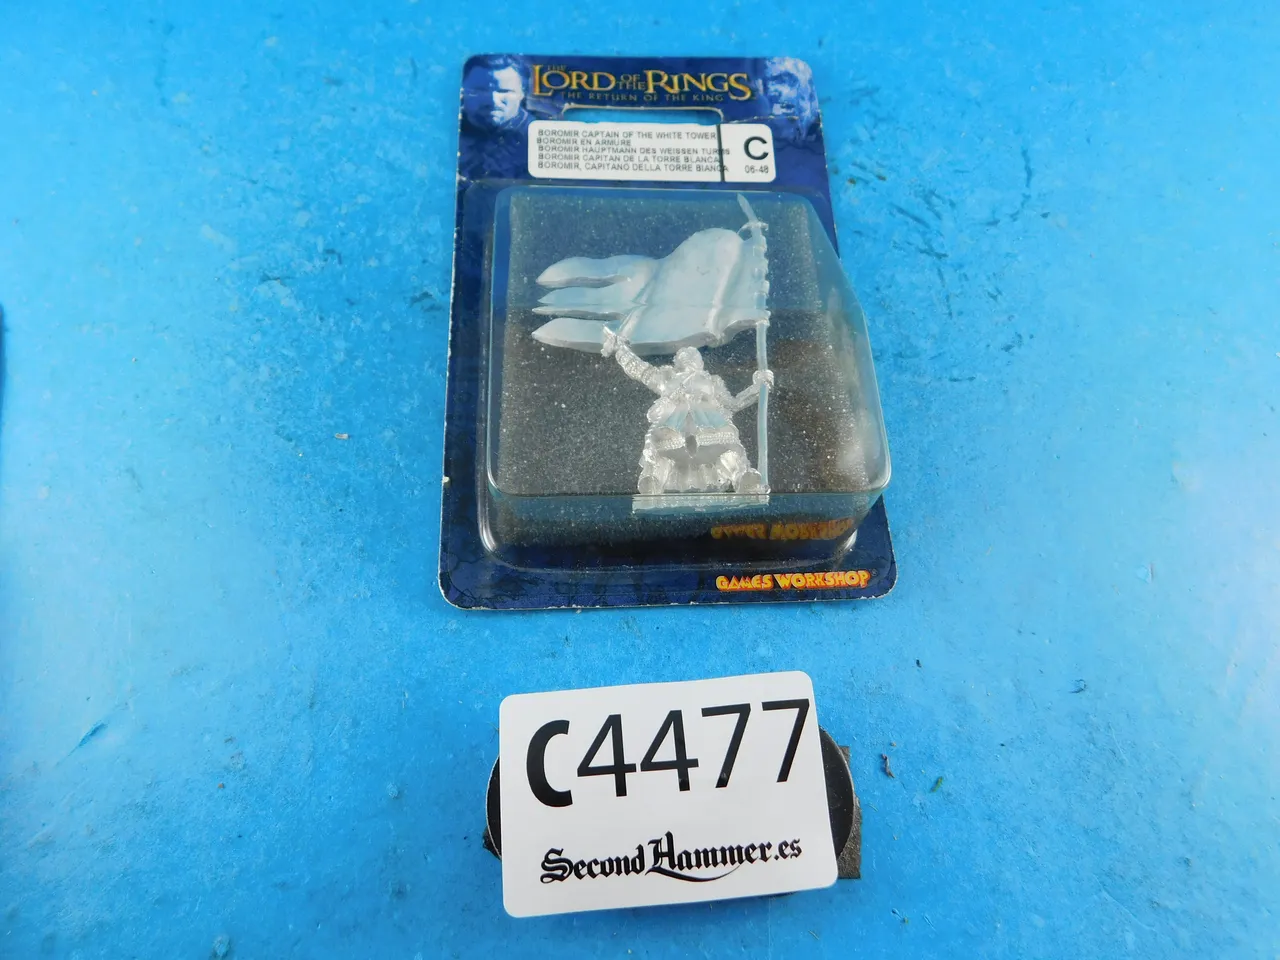 THE
LORD OF THE RINGS
THE RETURN OF THE KING
BOROMIR CAPTAIN OF THE WHITE TOWER
BOROMIR EN ARMURE
BOROMIR HAUPTMANN DES WEISSEN TURMS
BOROMIR CAPITAN DE LA TORRE BLANCA
BOROMIR, CAPITANO DELLA TORRE BIANCA
C
06-48
GAMES WORKSHOP
GAMES WORKSHOP
C4477
SecondHammer.es